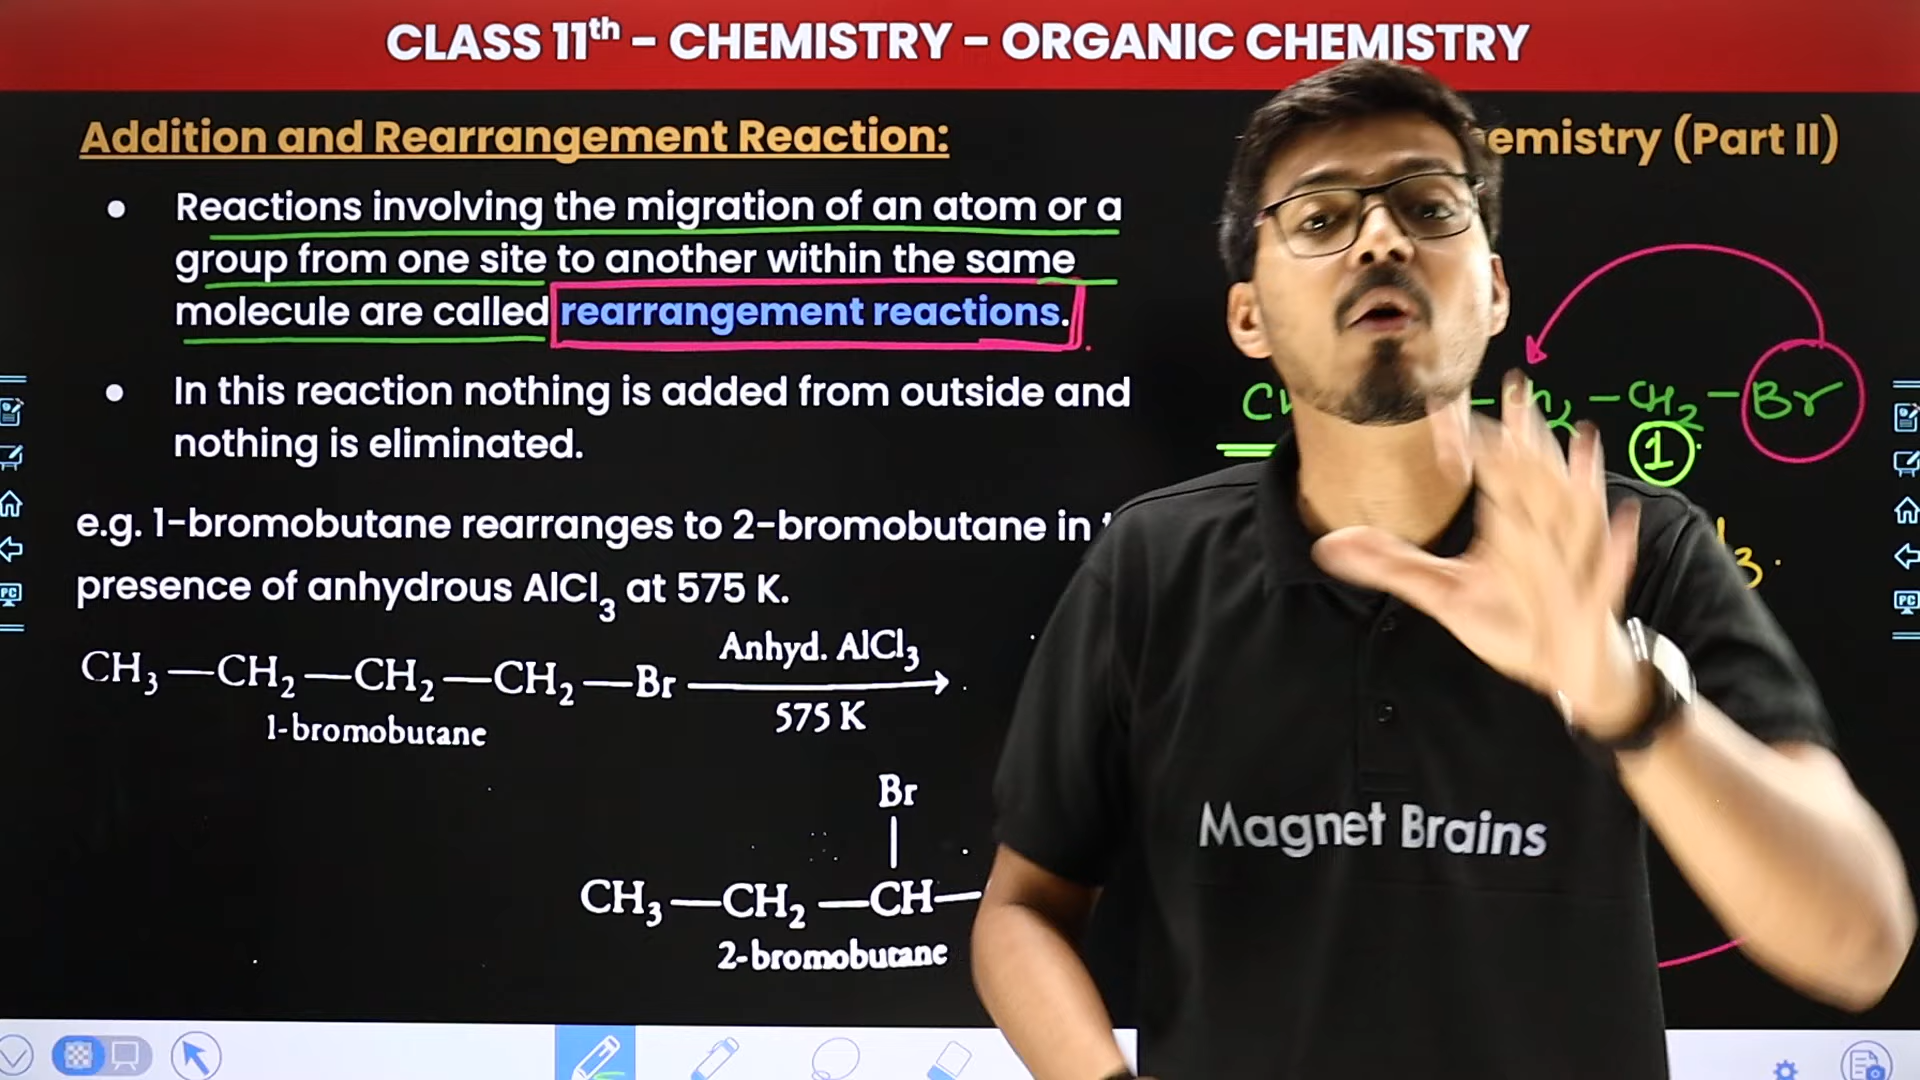 CLASS 11th - CHEMISTRY - ORGANIC CHEMISTRY
Addition and Rearrangement Reaction:
emistry (Part II)
• Reactions involving the migration of an atom or a
group from one site to another within the same
molecule are called rearrangement reactions.
• In this reaction nothing is added from outside and
nothing is eliminated.
e.g. 1-bromobutane rearranges to 2-bromobutane in
presence of anhydrous AlCl3 at 575 K.
CH3—CH2—CH2—CH2—Br
Anhyd. AlCl3
575 K
1-bromobutane
Br
CH3—CH2—CH—
2-bromobutane
– CH2 – Br
1
3
Magnet Brains
PC
PC